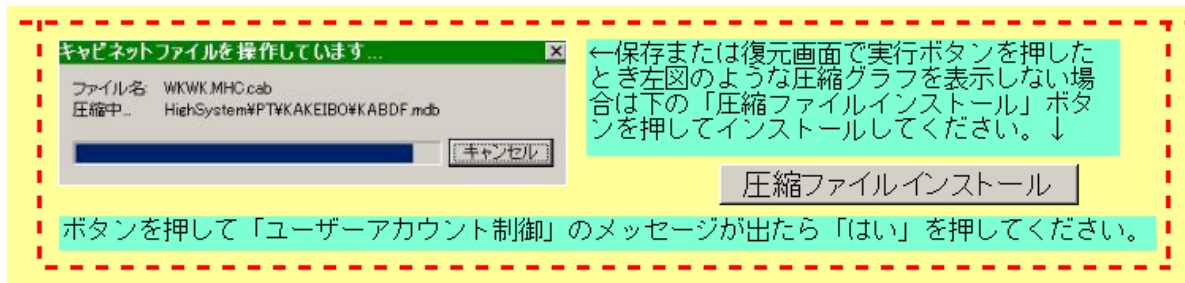 キャビネットファイルを操作しています...
ファイル名: WKWK.MHC.cab
圧縮中... HighSystem¥PT¥KAKEIBO¥KABDF.mdb
キャンセル
←保存または復元画面で実行ボタンを押した
とき左図のような圧縮グラフを表示しない場
合は下の「圧縮ファイルインストール」ボタ
ンを押してインストールしてください。↓
圧縮ファイルインストール
ボタンを押して「ユーザーアカウント制御」のメッセージが出たら「はい」を押してください。